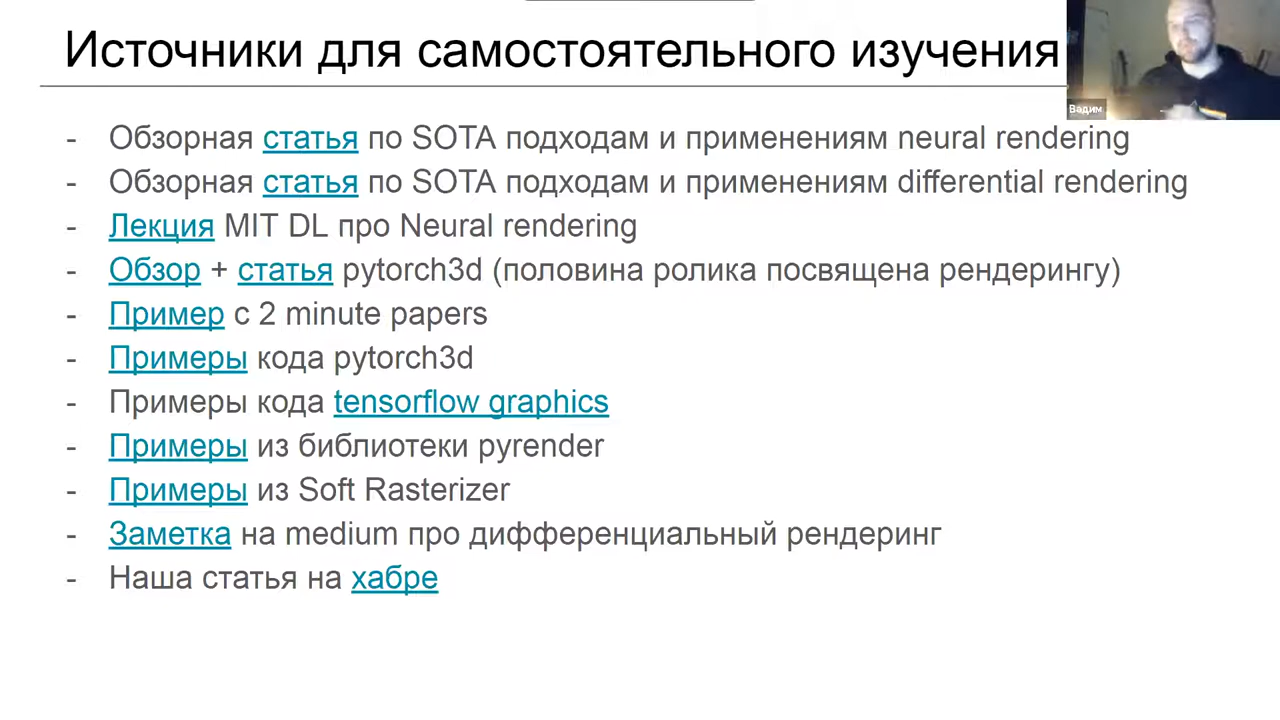 Источники для самостоятельного изучения
Вадим
- Обзорная статья по SOTA подходам и применениям neural rendering
- Обзорная статья по SOTA подходам и применениям differential rendering
- Лекция MIT DL про Neural rendering
- Обзор + статья pytorch3d (половина ролика посвящена рендерингу)
- Пример с 2 minute papers
- Примеры кода pytorch3d
- Примеры кода tensorflow graphics
- Примеры из библиотеки pyrender
- Примеры из Soft Rasterizer
- Заметка на medium про дифференциальный рендеринг
- Наша статья на хабре